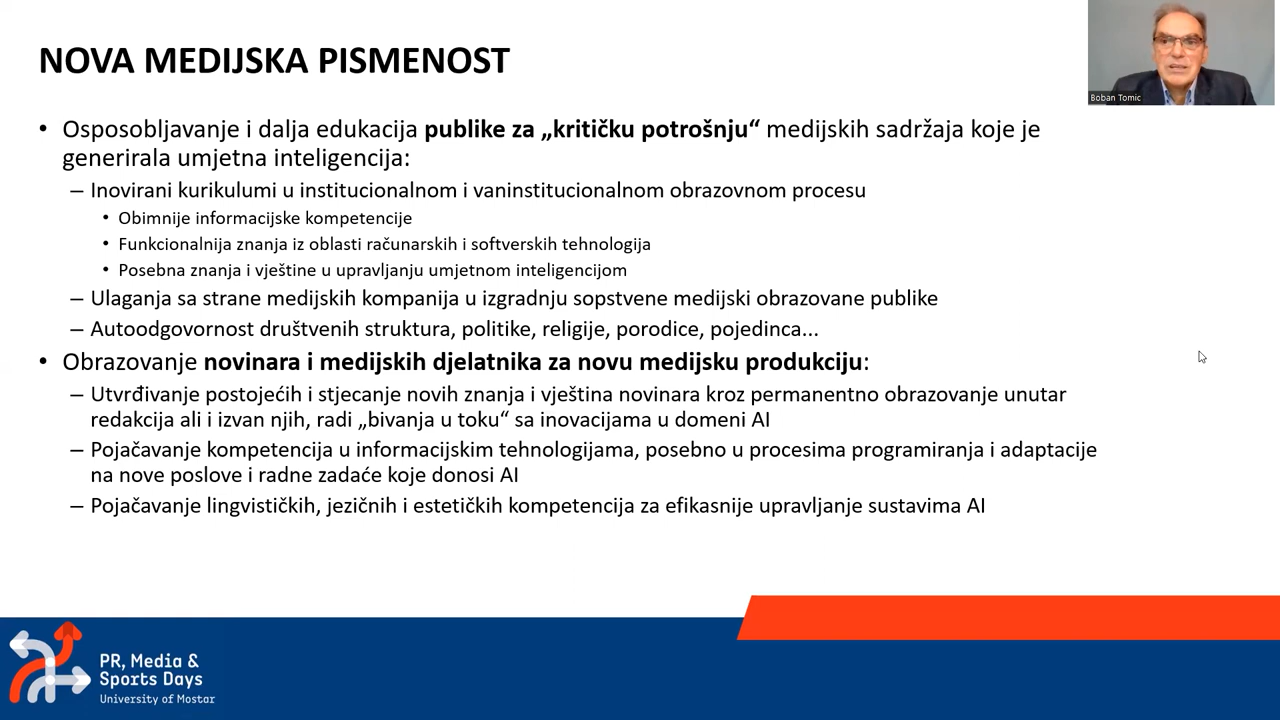 NOVA MEDIJSKA PISMENOST
Boban Tomic
• Osposobljavanje i dalja edukacija publike za „kritičku potrošnju“ medijskih sadržaja koje je
generirala umjetna inteligencija:
– Inovirani kurikulumi u institucionalnom i vaninstitucionalnom obrazovnom procesu
• Obimnije informacijske kompetencije
• Funkcionalnija znanja iz oblasti računarskih i softverskih tehnologija
• Posebna znanja i vještine u upravljanju umjetnom inteligencijom
– Ulaganja sa strane medijskih kompanija u izgradnju sopstvene medijski obrazovane publike
– Autoodgovornost društvenih struktura, politike, religije, porodice, pojedinca...
• Obrazovanje novinara i medijskih djelatnika za novu medijsku produkciju:
– Utvrđivanje postojećih i stjecanje novih znanja i vještina novinara kroz permanentno obrazovanje unutar
redakcija ali i izvan njih, radi „bivanja u toku“ sa inovacijama u domeni AI
– Pojačavanje kompetencija u informacijskim tehnologijama, posebno u procesima programiranja i adaptacije
na nove poslove i radne zadaće koje donosi AI
– Pojačavanje lingvističkih, jezičnih i estetičkih kompetencija za efikasnije upravljanje sustavima AI
PR, Media &
Sports Days
University of Mostar